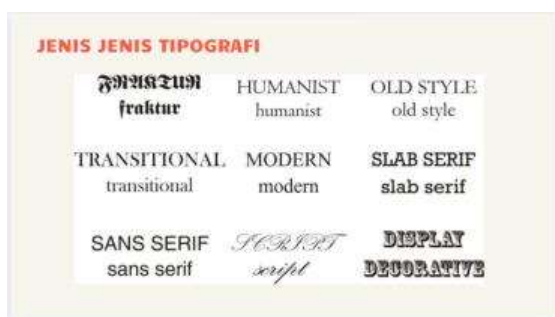 JENIS JENIS TIPOGRAFI
FRAKTUR HUMANIST OLD STYLE
fraktur humanist old style
TRANSITIONAL MODERN SLAB SERIF
transitional modern slab serif
SANS SERIF SCRIPT DISPLAY
sans serif script DECORATIVE